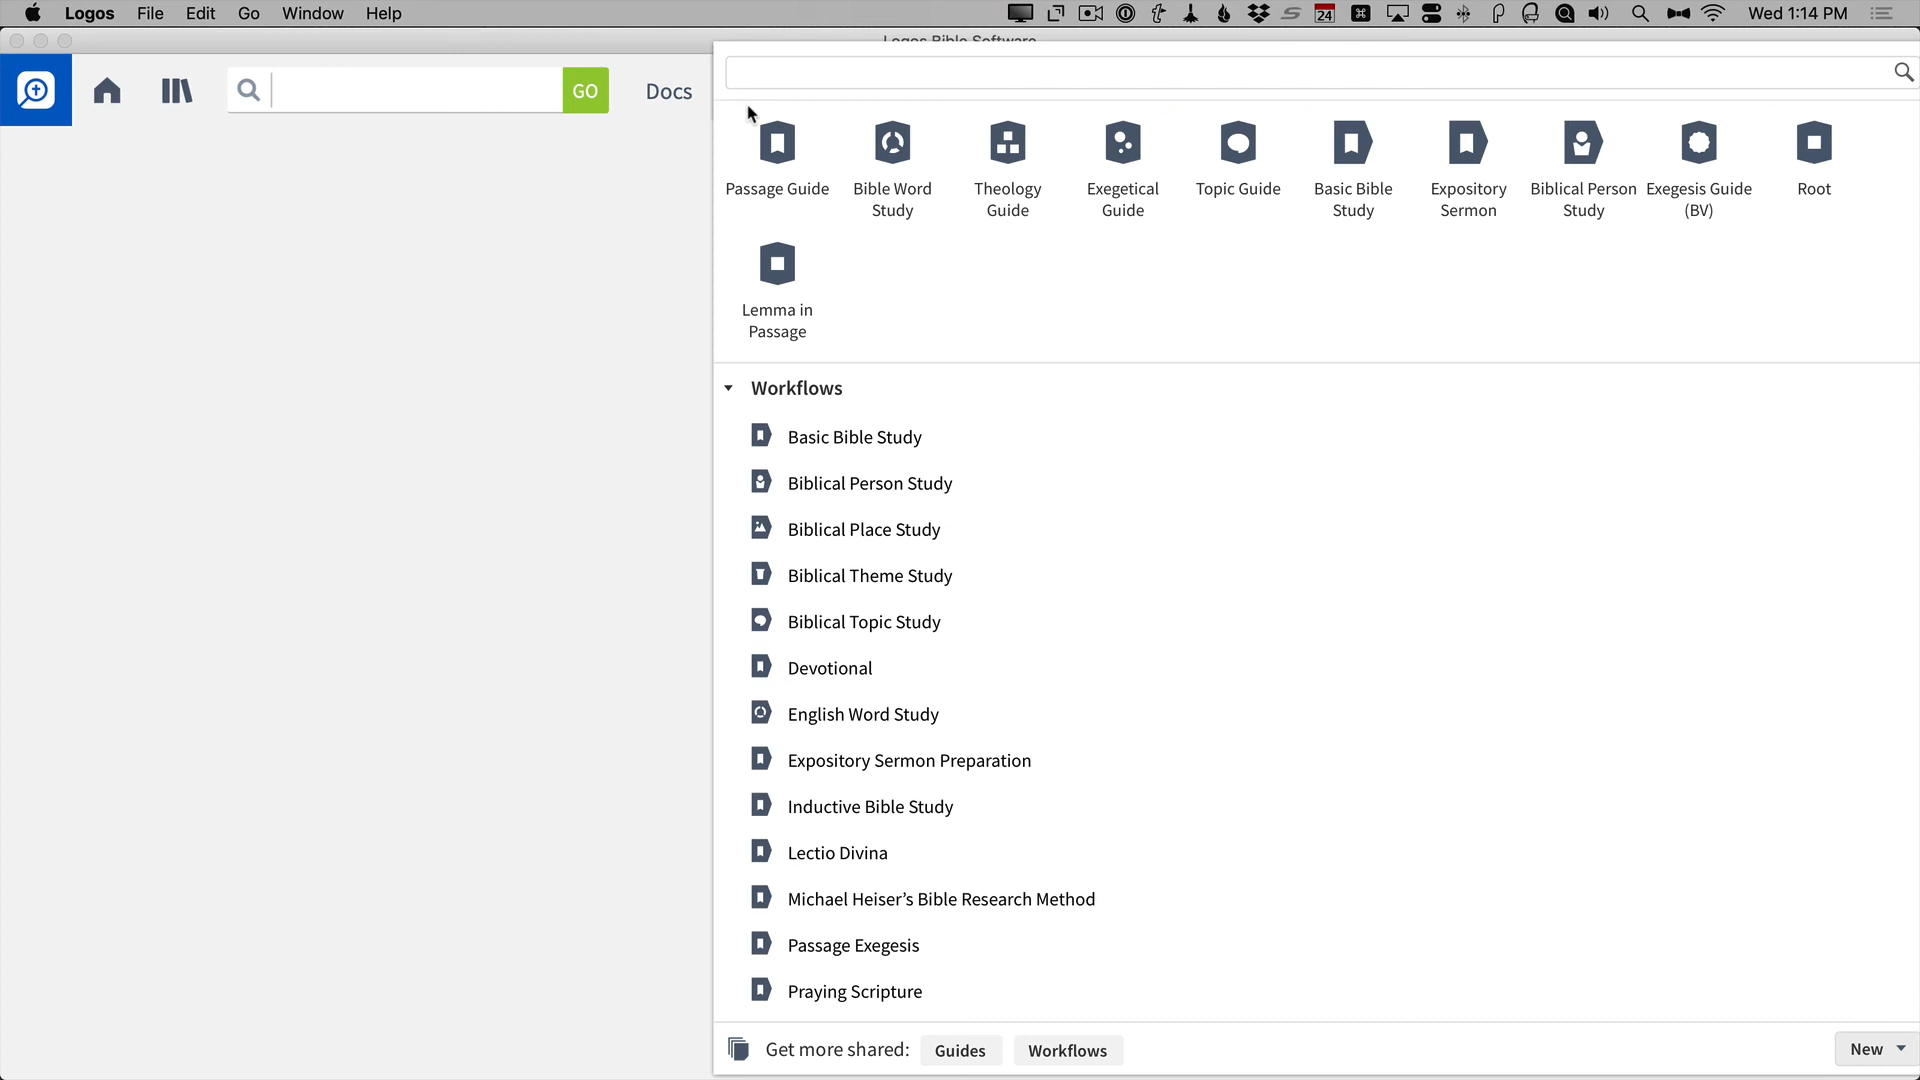 Logos File Edit Go Window Help
24
Wed 1:14 PM
Logos Bible Software
GO
Docs
Passage Guide
Bible Word
Study
Theology
Guide
Exegetical
Guide
Topic Guide
Basic Bible
Study
Expository
Sermon
Biblical Person
Study
Exegesis Guide
(BV)
Root
Lemma in
Passage
Workflows
Basic Bible Study
Biblical Person Study
Biblical Place Study
Biblical Theme Study
Biblical Topic Study
Devotional
English Word Study
Expository Sermon Preparation
Inductive Bible Study
Lectio Divina
Michael Heiser’s Bible Research Method
Passage Exegesis
Praying Scripture
Get more shared: Guides Workflows
New